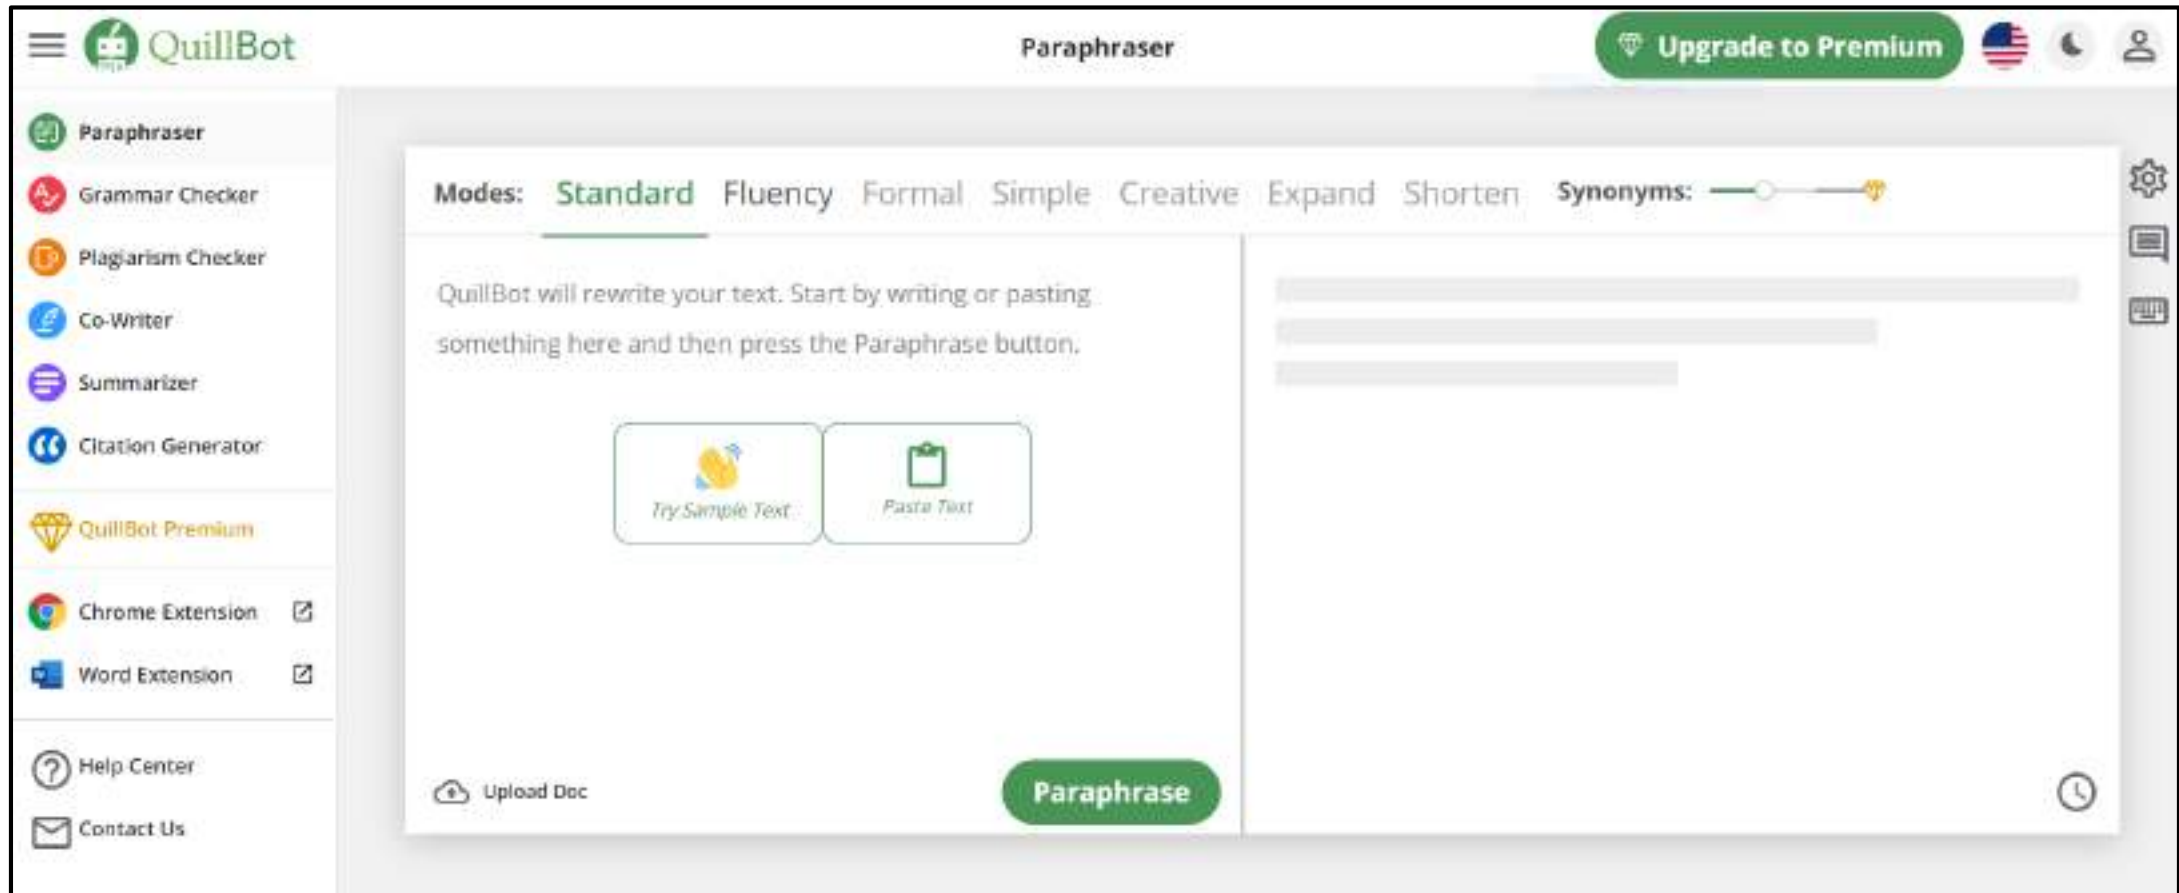 QuillBot
Paraphraser
Upgrade to Premium
Paraphraser
Grammar Checker
Plagiarism Checker
Co-Writer
Summarizer
Citation Generator
QuillBot Premium
Chrome Extension
Word Extension
Help Center
Contact Us
Modes: Standard Fluency Formal Simple Creative Expand Shorten Synonyms:
QuillBot will rewrite your text. Start by writing or pasting
something here and then press the Paraphrase button.
Try Sample Text
Paste Text
Upload Doc
Paraphrase